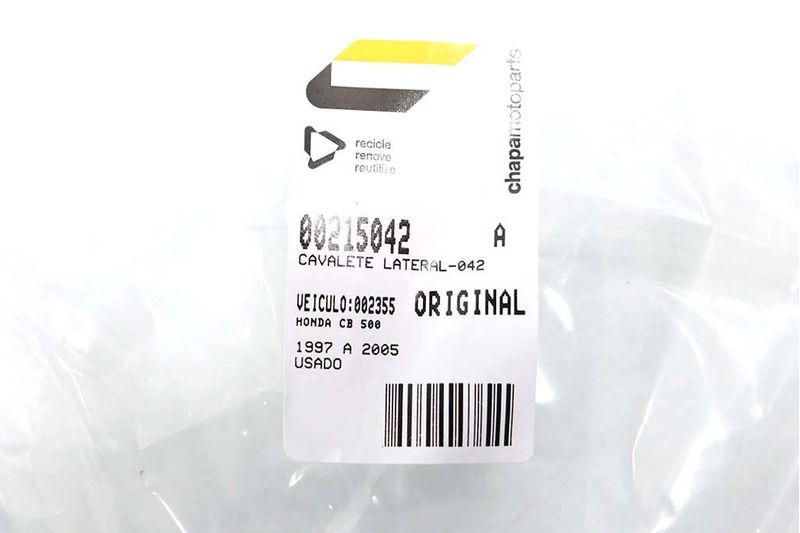 chapamotoparts
recicle
renove
reutilize
00215042 A
CAVALETE LATERAL-042
VEICULO:002355 ORIGINAL
HONDA CB 500
1997 A 2005
USADO